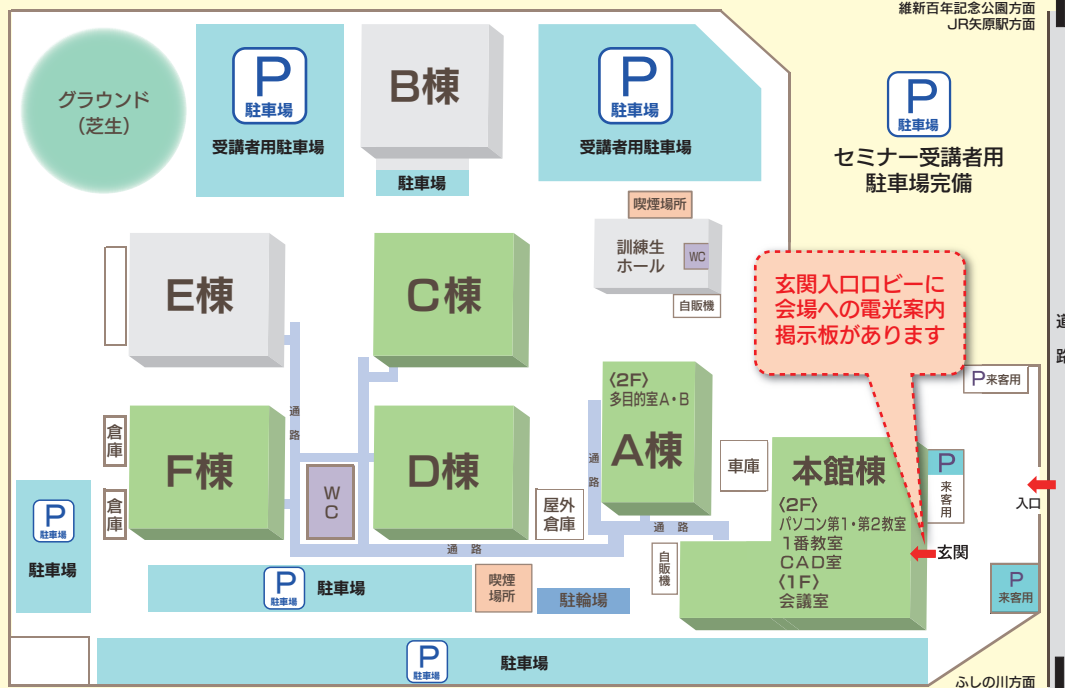 維新百年記念公園方面
JR矢原駅方面
グラウンド
(芝生)
P
駐車場
受講者用駐車場
B棟
駐車場
P
駐車場
受講者用駐車場
P
駐車場
セミナー受講者用
駐車場完備
喫煙場所
訓練生
ホール
WC
自販機
E棟
C棟
玄関入口ロビーに
会場への電光案内
掲示板があります
道
路
P来客用
〈2F〉
多目的室A・B
A棟
通
路
倉
庫
F棟
倉
庫
通
路
W
C
D棟
屋外
倉庫
車庫
本館棟
〈2F〉
パソコン第1・第2教室
1番教室
CAD室
〈1F〉
会議室
P
来
客
用
入口
玄関
通 路
通 路
自
販
機
P
駐車場
駐車場
P
駐車場
駐車場
喫煙
場所
駐輪場
P
来客用
P
駐車場
駐車場
ふしの川方面